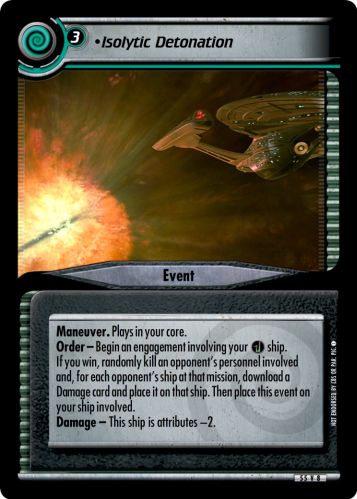 3
•Isolytic Detonation
Event
Maneuver. Plays in your core.
Order – Begin an engagement involving your ship.
If you win, randomly kill an opponent's personnel involved
and, for each opponent's ship at that mission, download a
Damage card and place it on that ship. Then place this event on
your ship involved.
Damage – This ship is attributes –2.
NOT ENDORSED BY CBS OR PAR. PIC.
55 V 8